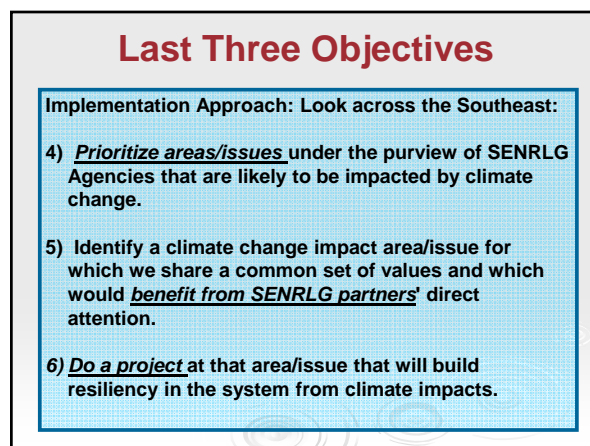 Last Three Objectives
Implementation Approach: Look across the Southeast:
4) Prioritize areas/issues under the purview of SENRLG
Agencies that are likely to be impacted by climate
change.
5) Identify a climate change impact area/issue for
which we share a common set of values and which
would benefit from SENRLG partners' direct
attention.
6) Do a project at that area/issue that will build
resiliency in the system from climate impacts.